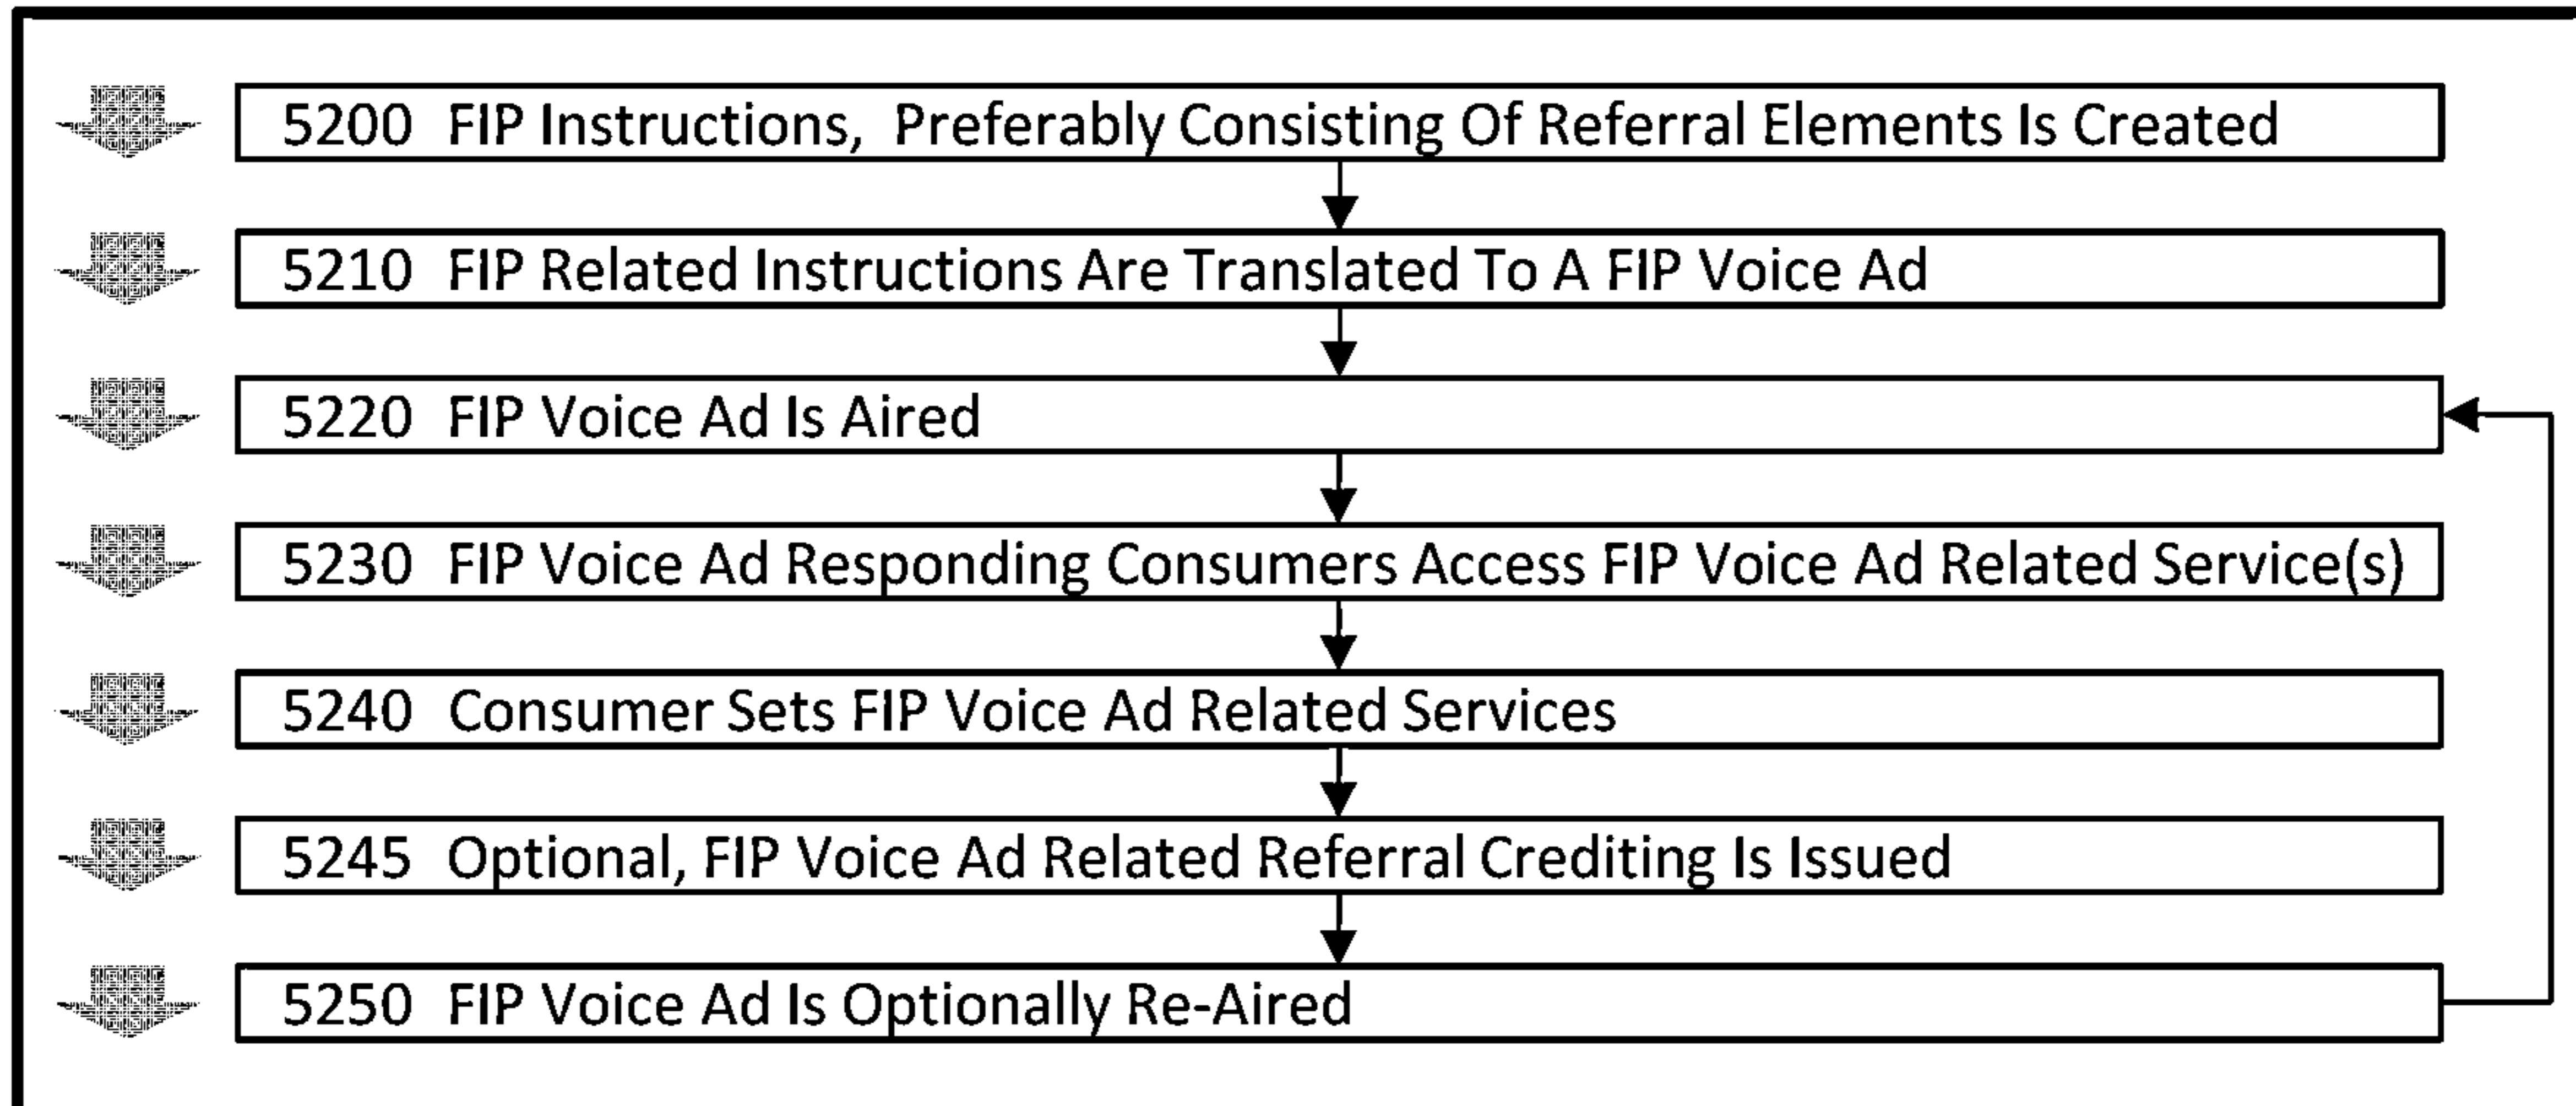 5200 FIP Instructions, Preferably Consisting Of Referral Elements Is Created
5210 FIP Related Instructions Are Translated To A FIP Voice Ad
5220 FIP Voice Ad Is Aired
5230 FIP Voice Ad Responding Consumers Access FIP Voice Ad Related Service(s)
5240 Consumer Sets FIP Voice Ad Related Services
5245 Optional, FIP Voice Ad Related Referral Crediting Is Issued
5250 FIP Voice Ad Is Optionally Re-Aired